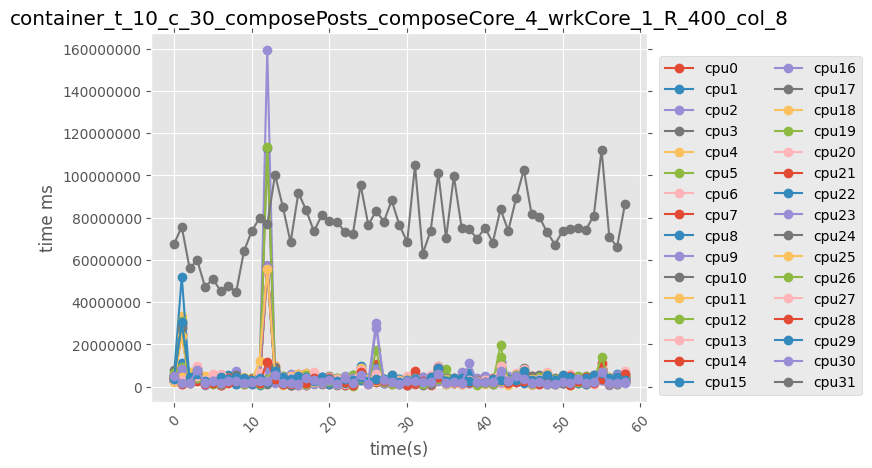 container_t_10_c_30_composePosts_composeCore_4_wrkCore_1_R_400_col_8
160000000
140000000
120000000
100000000
80000000
60000000
40000000
20000000
0
time ms
0 10 20 30 40 50 60
time(s)
cpu0 cpu16
cpu1 cpu17
cpu2 cpu18
cpu3 cpu19
cpu4 cpu20
cpu5 cpu21
cpu6 cpu22
cpu7 cpu23
cpu8 cpu24
cpu9 cpu25
cpu10 cpu26
cpu11 cpu27
cpu12 cpu28
cpu13 cpu29
cpu14 cpu30
cpu15 cpu31